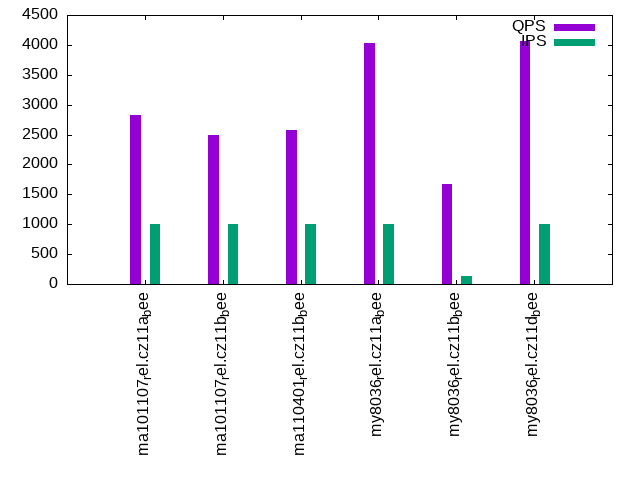 4500
4000
3500
3000
2500
2000
1500
1000
500
0
QPS
IPS
ma101107rel.cz11abee
ma101107rel.cz11bbee
ma110401rel.cz11bbee
my8036rel.cz11abee
my8036rel.cz11bbee
my8036rel.cz11dbee